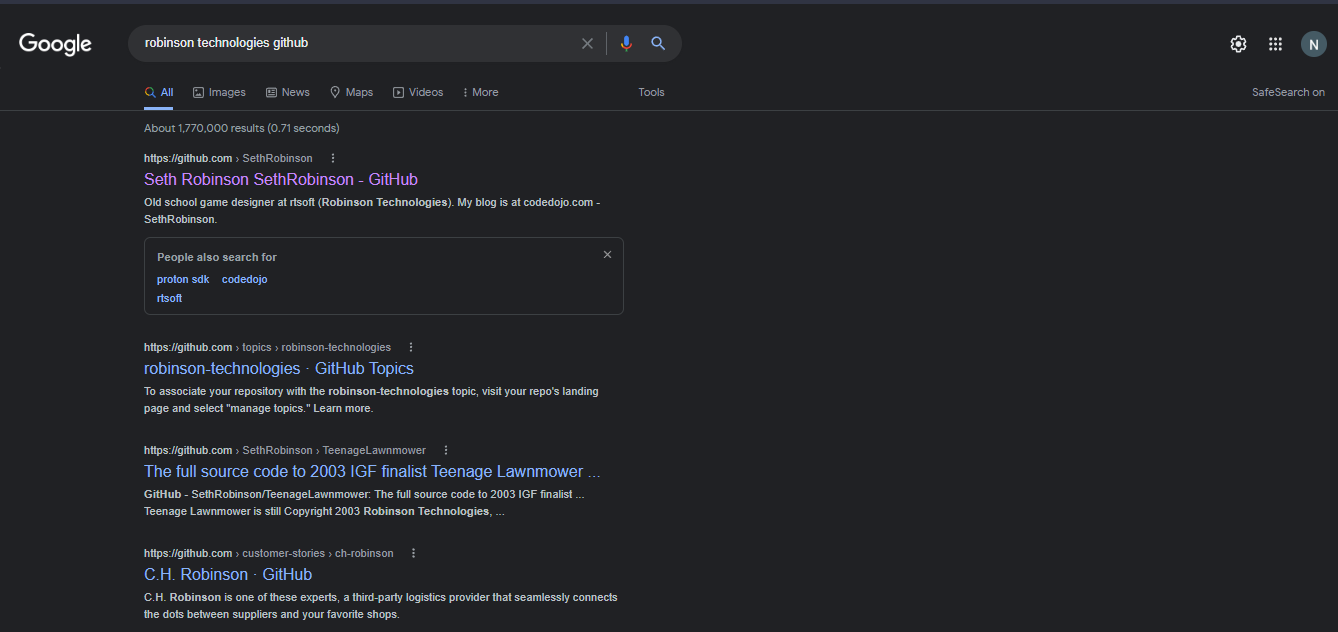 Google
robinson technologies github
N
All Images News Maps Videos More Tools SafeSearch on
About 1,770,000 results (0.71 seconds)
https://github.com › SethRobinson
Seth Robinson SethRobinson - GitHub
Old school game designer at rtsoft (Robinson Technologies). My blog is at codedojo.com -
SethRobinson.
People also search for
proton sdk codedojo
rtsoft
https://github.com › topics › robinson-technologies
robinson-technologies · GitHub Topics
To associate your repository with the robinson-technologies topic, visit your repo's landing
page and select "manage topics." Learn more.
https://github.com › SethRobinson › TeenageLawnmower
The full source code to 2003 IGF finalist Teenage Lawnmower ...
GitHub - SethRobinson/TeenageLawnmower: The full source code to 2003 IGF finalist ...
Teenage Lawnmower is still Copyright 2003 Robinson Technologies, ...
https://github.com › customer-stories › ch-robinson
C.H. Robinson · GitHub
C.H. Robinson is one of these experts, a third-party logistics provider that seamlessly connects
the dots between suppliers and your favorite shops.